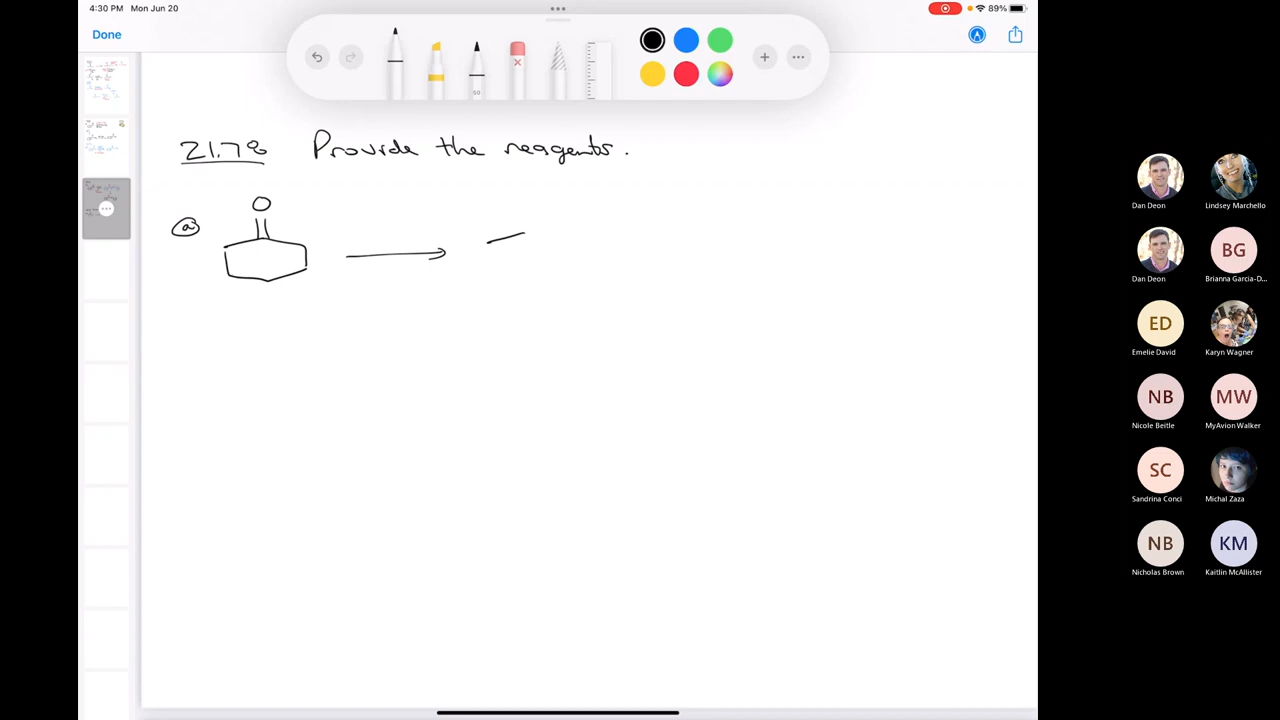 4:30 PM Mon Jun 20
89%
Done
50
21.78 Provide the reagents.
a
O
Dan Deon
Lindsey Marchello
Dan Deon
BG
Brianna Garcia-D...
ED
Emelie David
Karyn Wagner
NB
Nicole Beitle
MW
MyAvion Walker
SC
Sandrina Conci
Michal Zaza
NB
Nicholas Brown
KM
Kaitlin McAllister